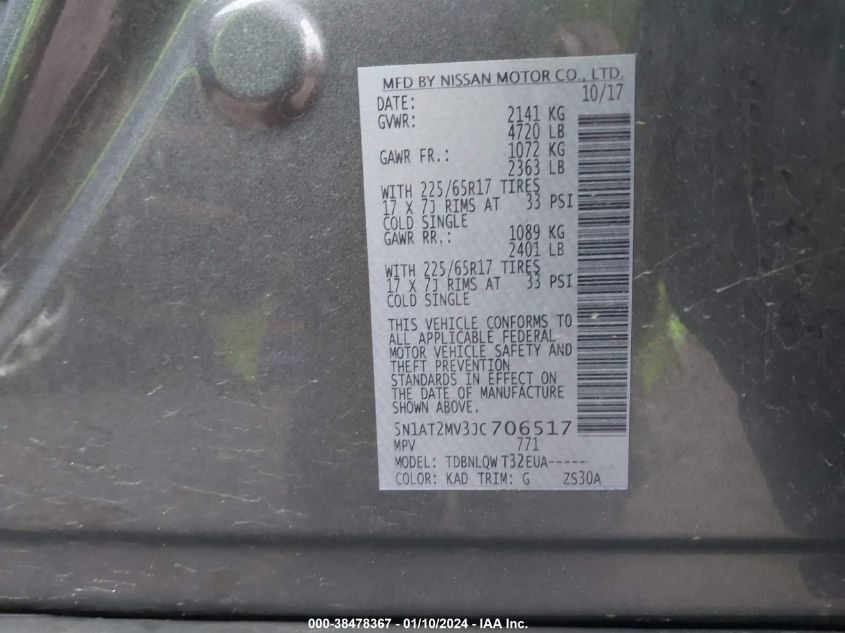 MFD BY NISSAN MOTOR CO., LTD.
DATE: 10/17
GVWR: 2141 KG
4720 LB
GAWR FR.: 1072 KG
2363 LB
WITH 225/65R17 TIRES
17 X 7J RIMS AT 33 PSI
COLD SINGLE
GAWR RR.: 1089 KG
2401 LB
WITH 225/65R17 TIRES
17 X 7J RIMS AT 33 PSI
COLD SINGLE
THIS VEHICLE CONFORMS TO
ALL APPLICABLE FEDERAL
MOTOR VEHICLE SAFETY AND
THEFT PREVENTION
STANDARDS IN EFFECT ON
THE DATE OF MANUFACTURE
SHOWN ABOVE.
5N1AT2MV3JC706517
MPV 771
MODEL: TDBNLQW T32EUA-----
COLOR: KAD TRIM: G ZS30A
000-38478367 - 01/10/2024 - IAA Inc.